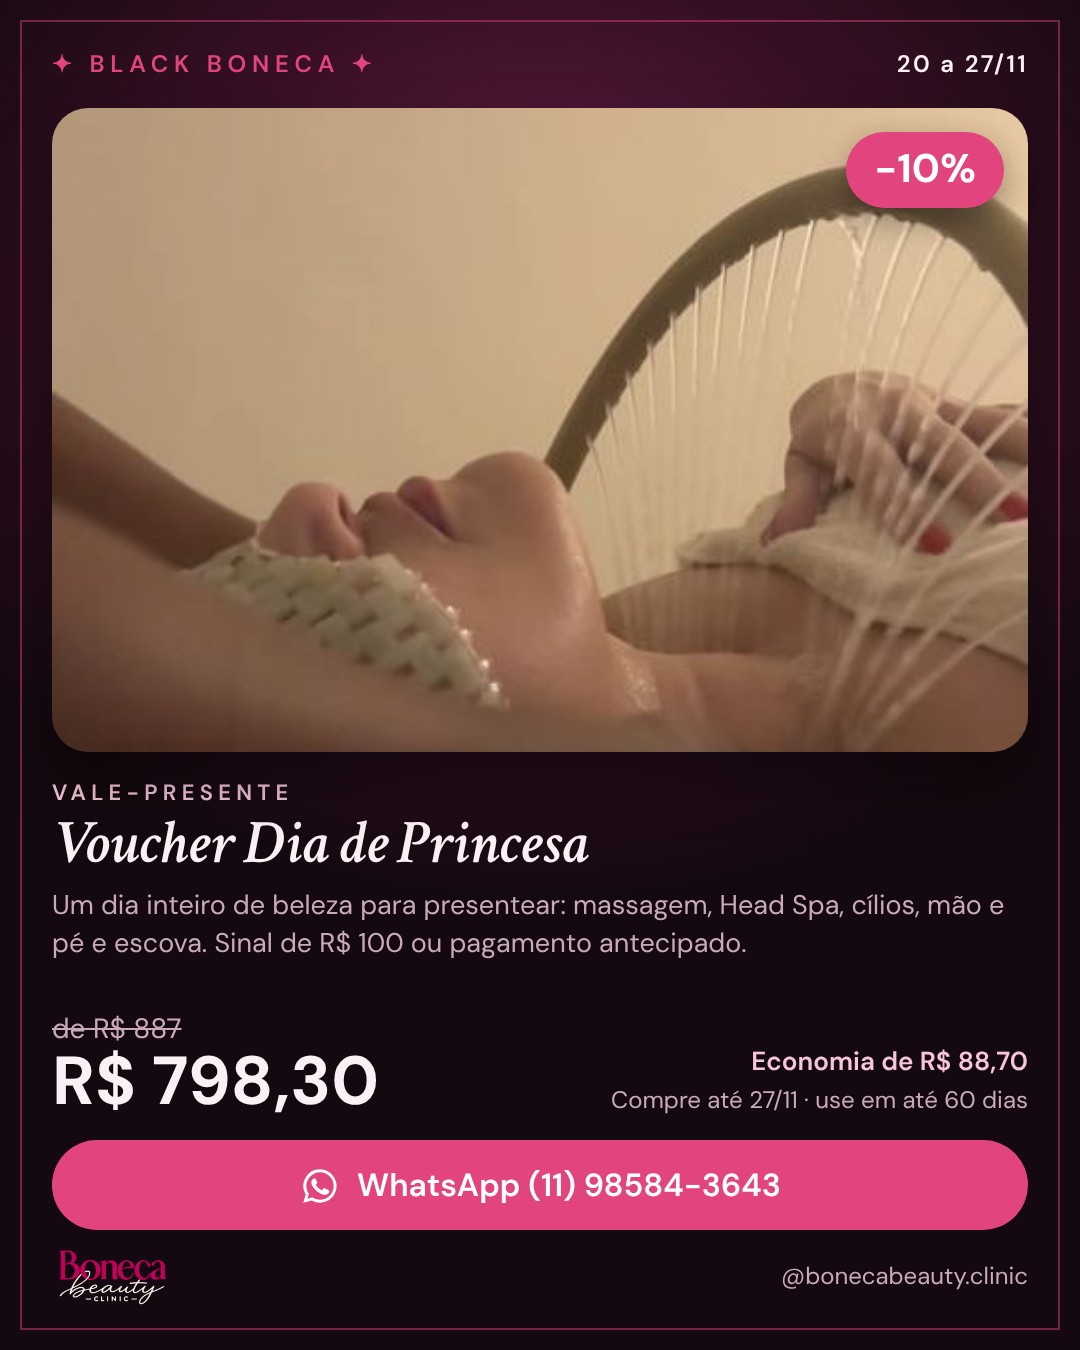 ✦ BLACK BONECA ✦
20 a 27/11
-10%
VALE-PRESENTE
Voucher Dia de Princesa
Um dia inteiro de beleza para presentear: massagem, Head Spa, cílios, mão e
pé e escova. Sinal de R$ 100 ou pagamento antecipado.
de R$ 887
R$ 798,30
Economia de R$ 88,70
Compre até 27/11 · use em até 60 dias
WhatsApp (11) 98584-3643
Boneca
beauty
CLINIC
@bonecabeauty.clinic